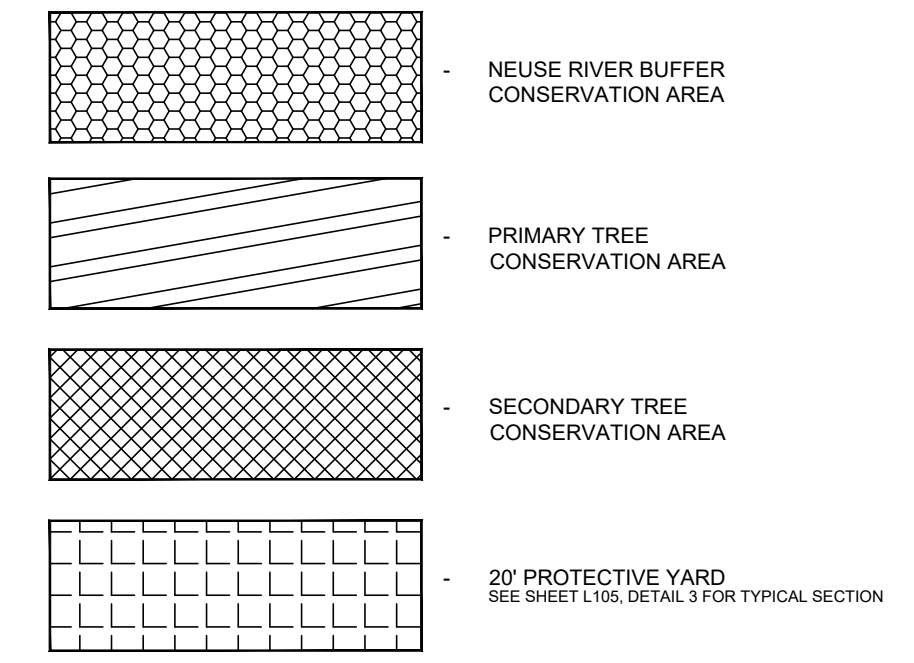 - NEUSE RIVER BUFFER
CONSERVATION AREA
- PRIMARY TREE
CONSERVATION AREA
- SECONDARY TREE
CONSERVATION AREA
- 20' PROTECTIVE YARD
SEE SHEET L105, DETAIL 3 FOR TYPICAL SECTION